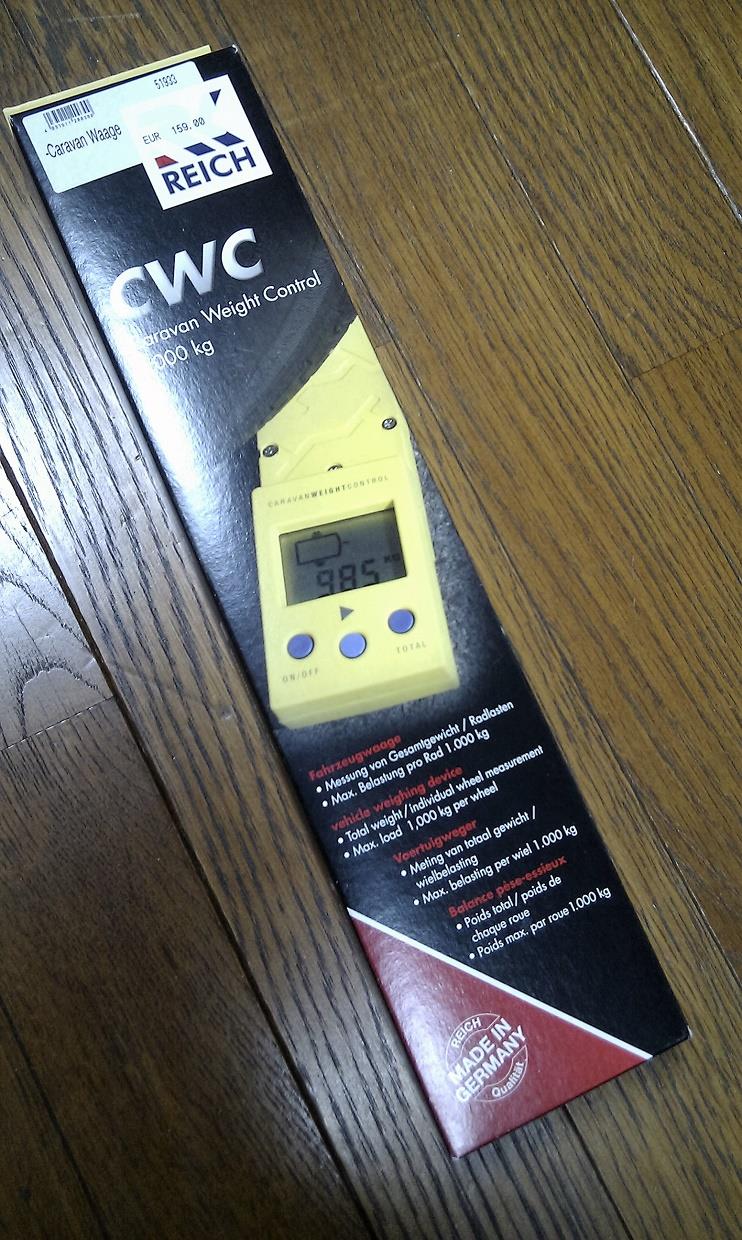 51933
-Caravan Waage
EUR 159.00
REICH
CWC
Caravan Weight Control
000 kg
CARAVANWEIGHTCONTROL
985 KG
ON/OFF
TOTAL
Fahrzeugwaage
• Messung von Gesamtgewicht / Radlasten
• Max. Belastung pro Rad 1.000 kg
vehicle weighing device
• Total weight/individual wheel measurement
• Max. load 1,000 kg per wheel
Voertuigweger
• Meting van totaal gewicht /
wielbelasting
• Max. belasting per wiel 1.000 kg
Balance pèse-essieux
• Poids total/poids de
chaque roue
• Poids max. par roue 1.000 kg
REICH
MADE IN
GERMANY
Qualität